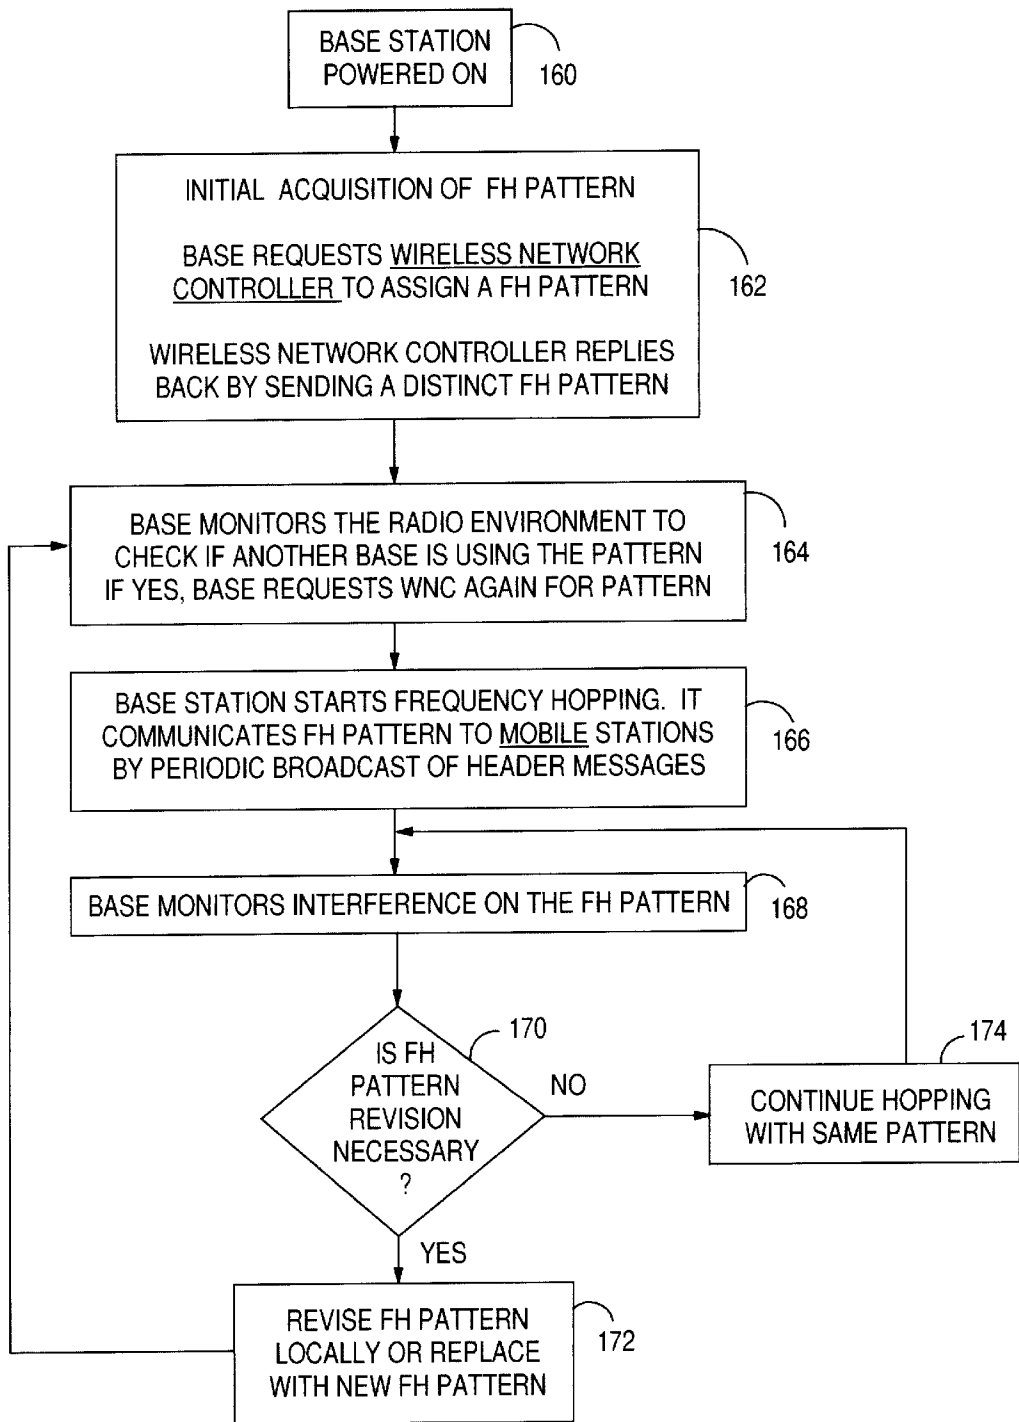 BASE STATION
POWERED ON
160
INITIAL ACQUISITION OF FH PATTERN
BASE REQUESTS WIRELESS NETWORK
CONTROLLER TO ASSIGN A FH PATTERN
WIRELESS NETWORK CONTROLLER REPLIES
BACK BY SENDING A DISTINCT FH PATTERN
162
BASE MONITORS THE RADIO ENVIRONMENT TO
CHECK IF ANOTHER BASE IS USING THE PATTERN
IF YES, BASE REQUESTS WNC AGAIN FOR PATTERN
164
BASE STATION STARTS FREQUENCY HOPPING. IT
COMMUNICATES FH PATTERN TO MOBILE STATIONS
BY PERIODIC BROADCAST OF HEADER MESSAGES
166
BASE MONITORS INTERFERENCE ON THE FH PATTERN
168
IS FH
PATTERN
REVISION
NECESSARY
?
170
NO
CONTINUE HOPPING
WITH SAME PATTERN
174
YES
REVISE FH PATTERN
LOCALLY OR REPLACE
WITH NEW FH PATTERN
172